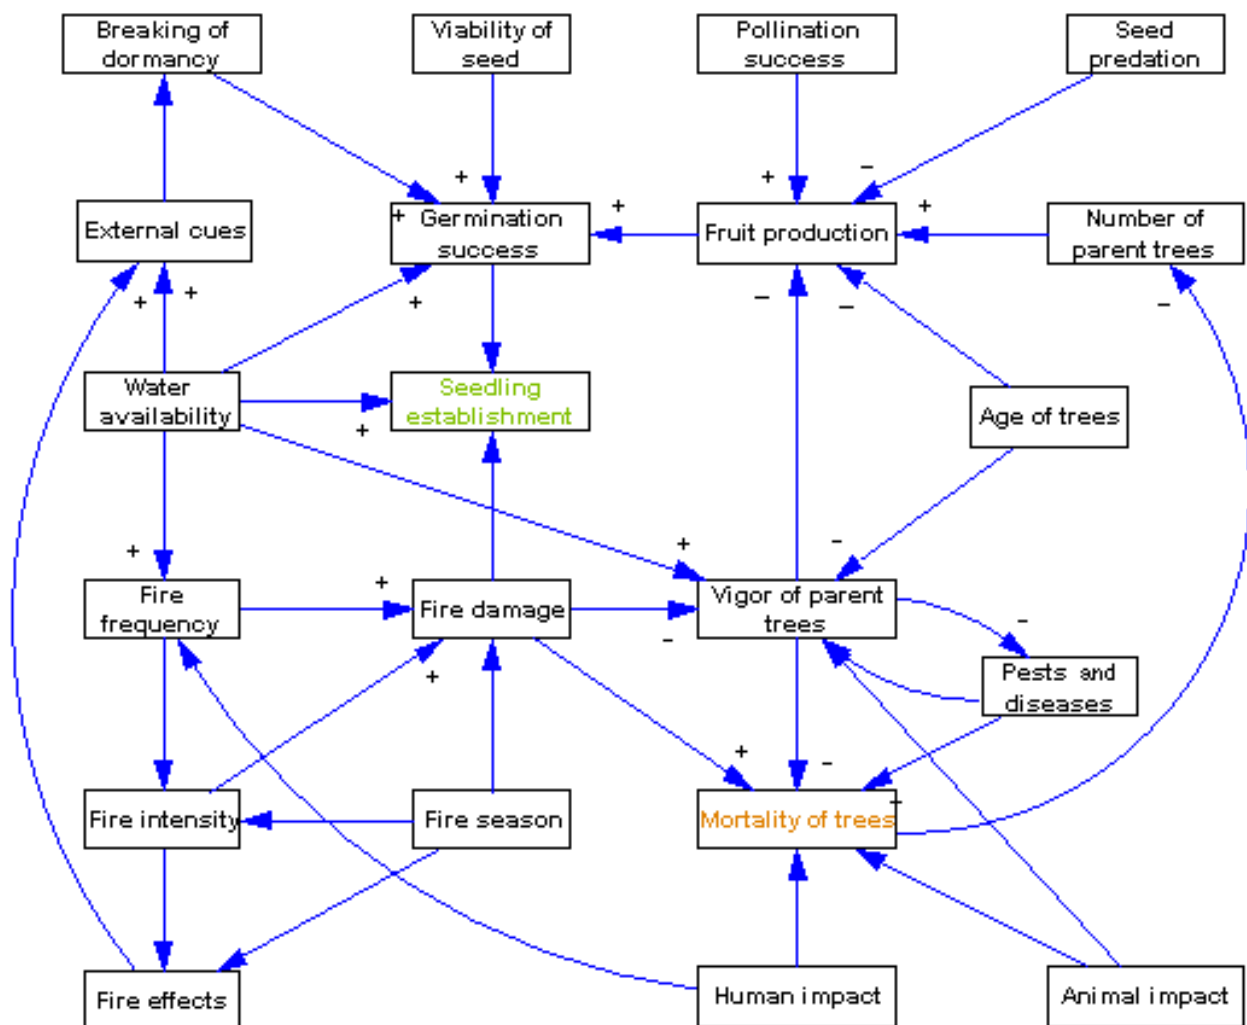 Breaking of
dormancy
Viability of
seed
Pollination
success
Seed
predation
+
+
−
External cues
+
Germination
success
+
Fruit production
+
Number of
parent trees
+
+
+
−
−
−
Water
availability
+
Seedling
establishment
Age of trees
+
+
+
−
Fire
frequency
Fire damage
−
Vigor of parent
trees
−
+
Pests and
diseases
+
−
Fire intensity
Fire season
Mortality of trees
+
Fire effects
Human impact
Animal impact